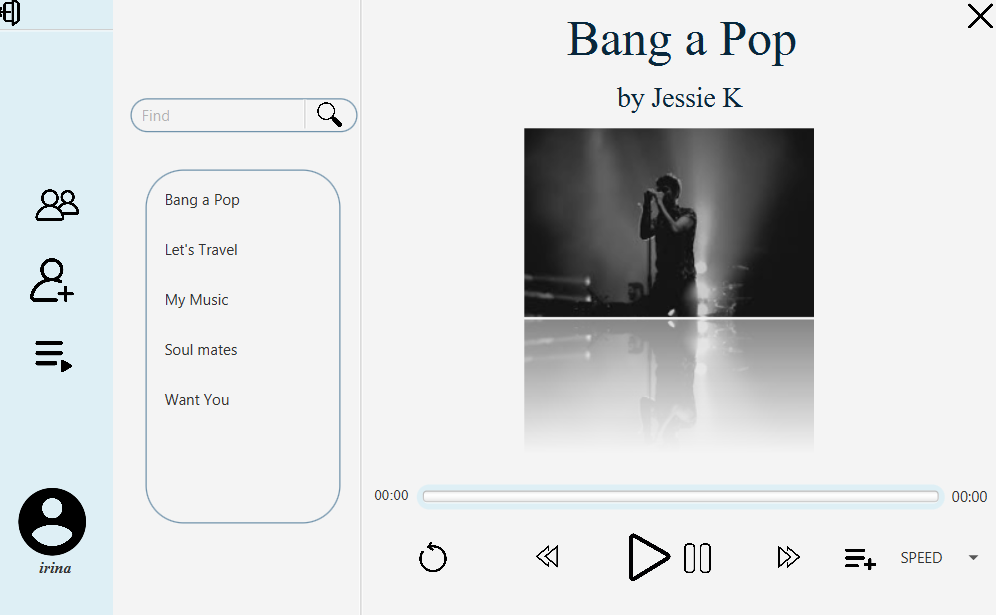 Bang a Pop
by Jessie K
Find
Bang a Pop
Let's Travel
My Music
Soul mates
Want You
00:00
00:00
SPEED
irina